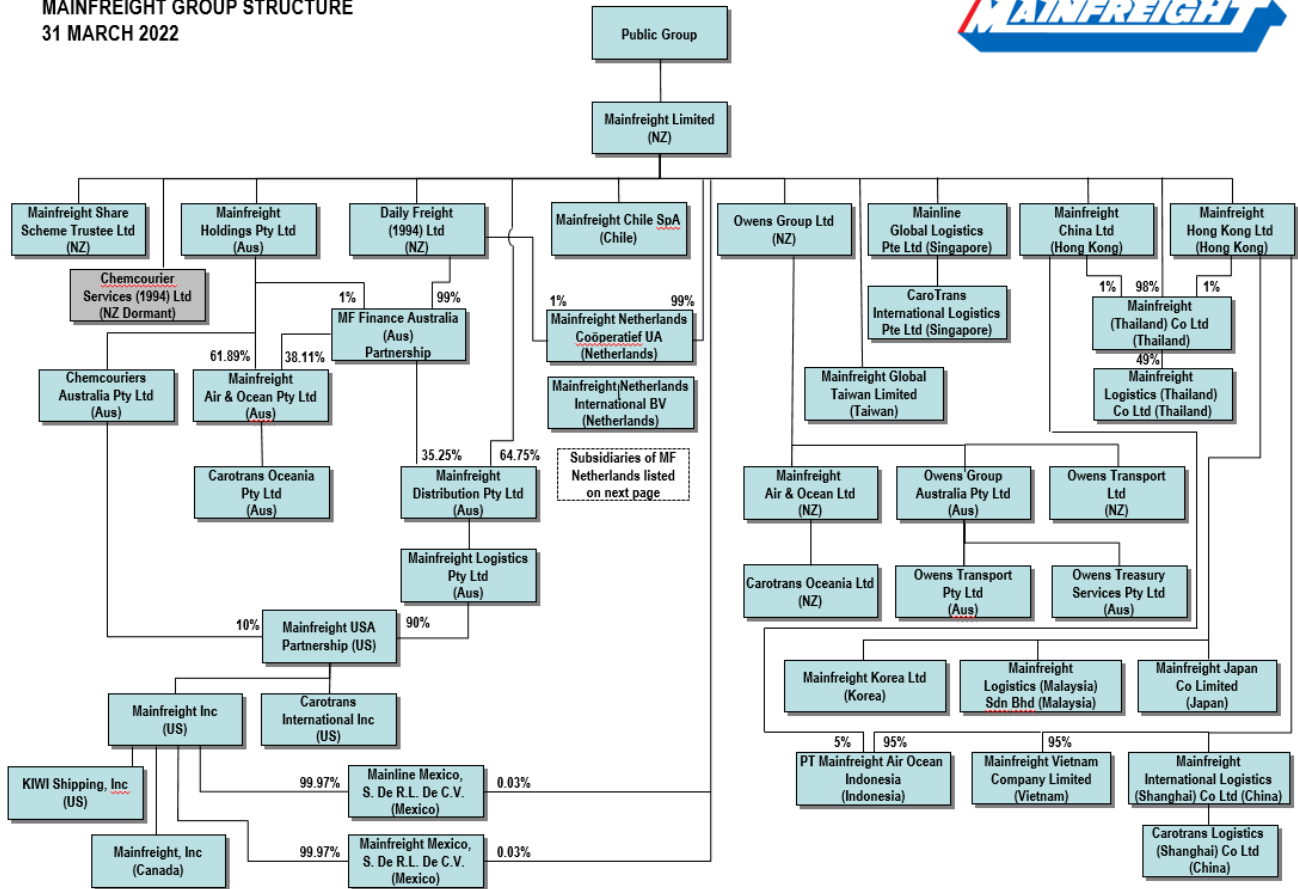 MAINFREIGHT GROUP STRUCTURE
31 MARCH 2022
MAINFREIGHT
Public Group
Mainfreight Limited
(NZ)
Mainfreight Share
Scheme Trustee Ltd
(NZ)
Mainfreight
Holdings Pty Ltd
(Aus)
Daily Freight
(1994) Ltd
(NZ)
Mainfreight Chile SpA
(Chile)
Owens Group Ltd
(NZ)
Mainline
Global Logistics
Pte Ltd (Singapore)
Mainfreight
China Ltd
(Hong Kong)
Mainfreight
Hong Kong Ltd
(Hong Kong)
Chemcourier
Services (1994) Ltd
(NZ Dormant)
1%
99%
MF Finance Australia
(Aus)
Partnership
1%
99%
Mainfreight Netherlands
Coöperatief UA
(Netherlands)
CaroTrans
International Logistics
Pte Ltd (Singapore)
1%
98%
1%
Mainfreight
(Thailand) Co Ltd
(Thailand)
49%
61.89%
38.11%
Chemcouriers
Australia Pty Ltd
(Aus)
Mainfreight
Air & Ocean Pty Ltd
(Aus)
Mainfreight Netherlands
International BV
(Netherlands)
Mainfreight Global
Taiwan Limited
(Taiwan)
Mainfreight
Logistics (Thailand)
Co Ltd (Thailand)
35.25%
64.75%
Subsidiaries of MF
Netherlands listed
on next page
Carotrans Oceania
Pty Ltd
(Aus)
Mainfreight
Distribution Pty Ltd
(Aus)
Mainfreight
Air & Ocean Ltd
(NZ)
Owens Group
Australia Pty Ltd
(Aus)
Owens Transport
Ltd
(NZ)
Mainfreight Logistics
Pty Ltd
(Aus)
Carotrans Oceania Ltd
(NZ)
Owens Transport
Pty Ltd
(Aus)
Owens Treasury
Services Pty Ltd
(Aus)
10%
Mainfreight USA
Partnership (US)
90%
Mainfreight Korea Ltd
(Korea)
Mainfreight
Logistics (Malaysia)
Sdn Bhd (Malaysia)
Mainfreight Japan
Co Limited
(Japan)
Mainfreight Inc
(US)
Carotrans
International Inc
(US)
5%
95%
95%
KIWI Shipping, Inc
(US)
99.97%
Mainline Mexico,
S. De R.L. De C.V.
(Mexico)
0.03%
PT Mainfreight Air Ocean
Indonesia
(Indonesia)
Mainfreight Vietnam
Company Limited
(Vietnam)
Mainfreight
International Logistics
(Shanghai) Co Ltd (China)
Mainfreight, Inc
(Canada)
99.97%
Mainfreight Mexico,
S. De R.L. De C.V.
(Mexico)
0.03%
Carotrans Logistics
(Shanghai) Co Ltd
(China)